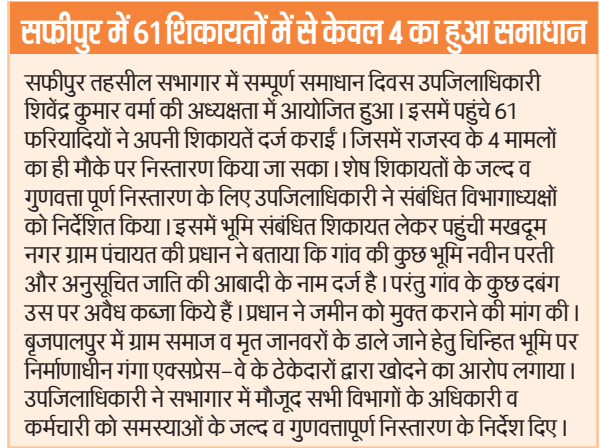 सफीपुर में 61 शिकायतों में से केवल 4 का हुआ समाधान
सफीपुर तहसील सभागार में सम्पूर्ण समाधान दिवस उपजिलाधिकारी
शिवेंद्र कुमार वर्मा की अध्यक्षता में आयोजित हुआ । इसमें पहुंचे 61
फरियादियों ने अपनी शिकायतें दर्ज कराईं । जिसमें राजस्व के 4 मामलों
का ही मौके पर निस्तारण किया जा सका । शेष शिकायतों के जल्द व
गुणवत्ता पूर्ण निस्तारण के लिए उपजिलाधिकारी ने संबंधित विभागाध्यक्षों
को निर्देशित किया । इसमें भूमि संबंधित शिकायत लेकर पहुंची मखदूम
नगर ग्राम पंचायत की प्रधान ने बताया कि गांव की कुछ भूमि नवीन परती
और अनुसूचित जाति की आबादी के नाम दर्ज है । परंतु गांव के कुछ दबंग
उस पर अवैध कब्जा किये हैं । प्रधान ने जमीन को मुक्त कराने की मांग की ।
बृजपालपुर में ग्राम समाज व मृत जानवरों के डाले जाने हेतु चिन्हित भूमि पर
निर्माणाधीन गंगा एक्सप्रेस-वे के ठेकेदारों द्वारा खोदने का आरोप लगाया ।
उपजिलाधिकारी ने सभागार में मौजूद सभी विभागों के अधिकारी व
कर्मचारी को समस्याओं के जल्द व गुणवत्तापूर्ण निस्तारण के निर्देश दिए ।